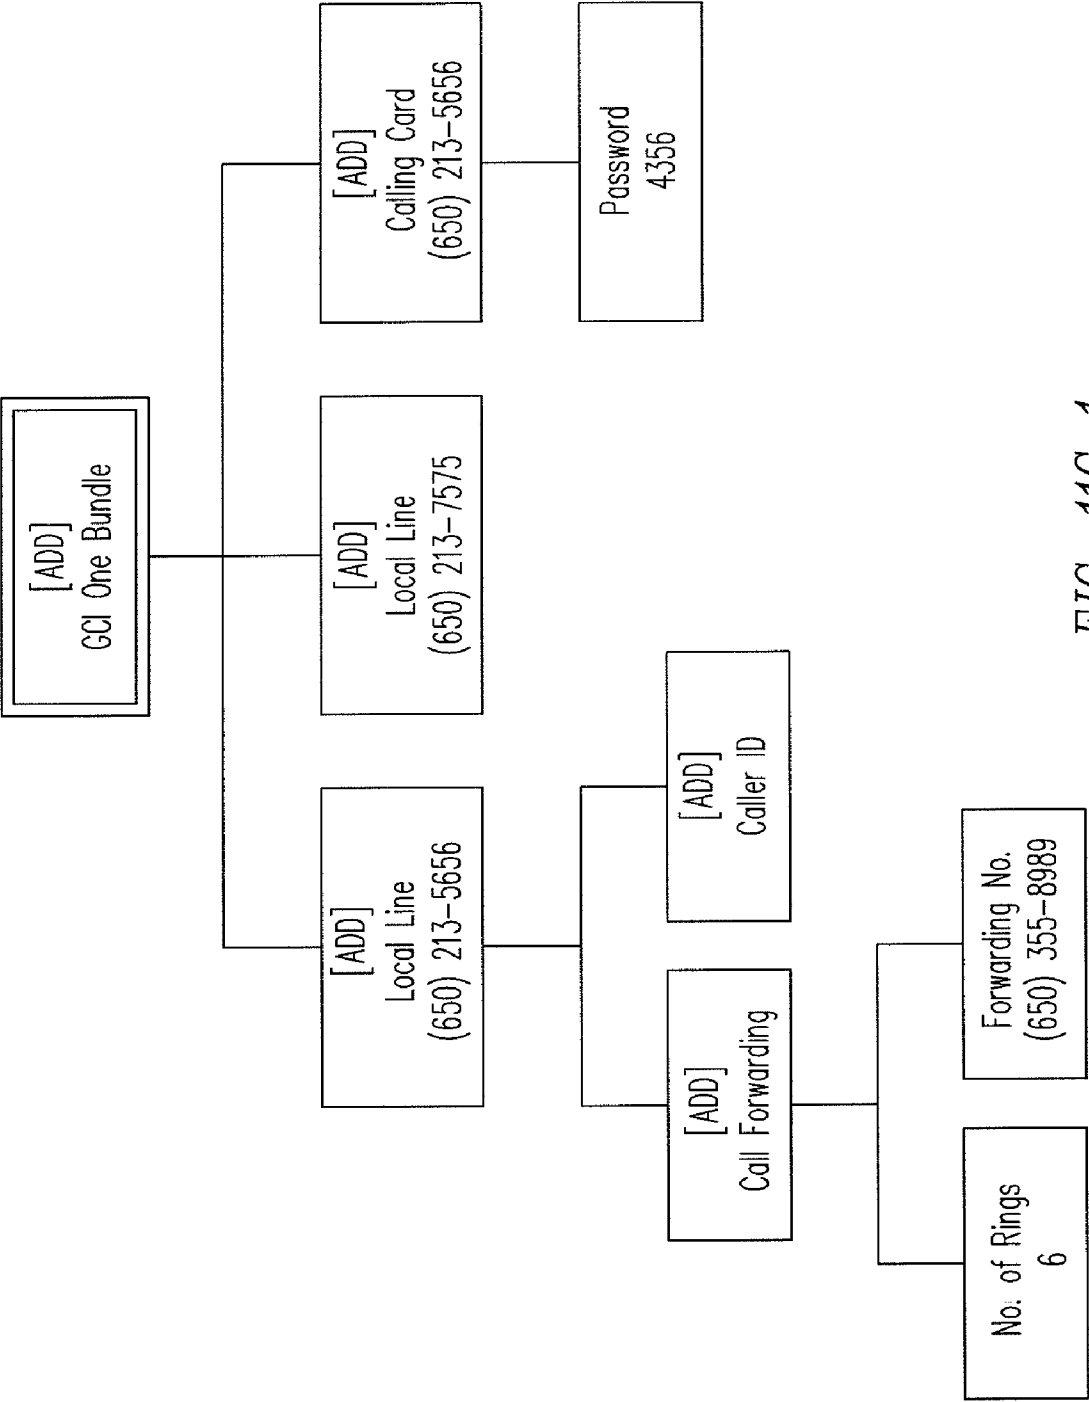 [ADD]
GCI One Bundle
[ADD]
Local Line
(650) 213-5656
[ADD]
Local Line
(650) 213-7575
[ADD]
Calling Card
(650) 213-5656
[ADD]
Call Forwarding
[ADD]
Caller ID
Password
4356
No. of Rings
6
Forwarding No.
(650) 355-8989